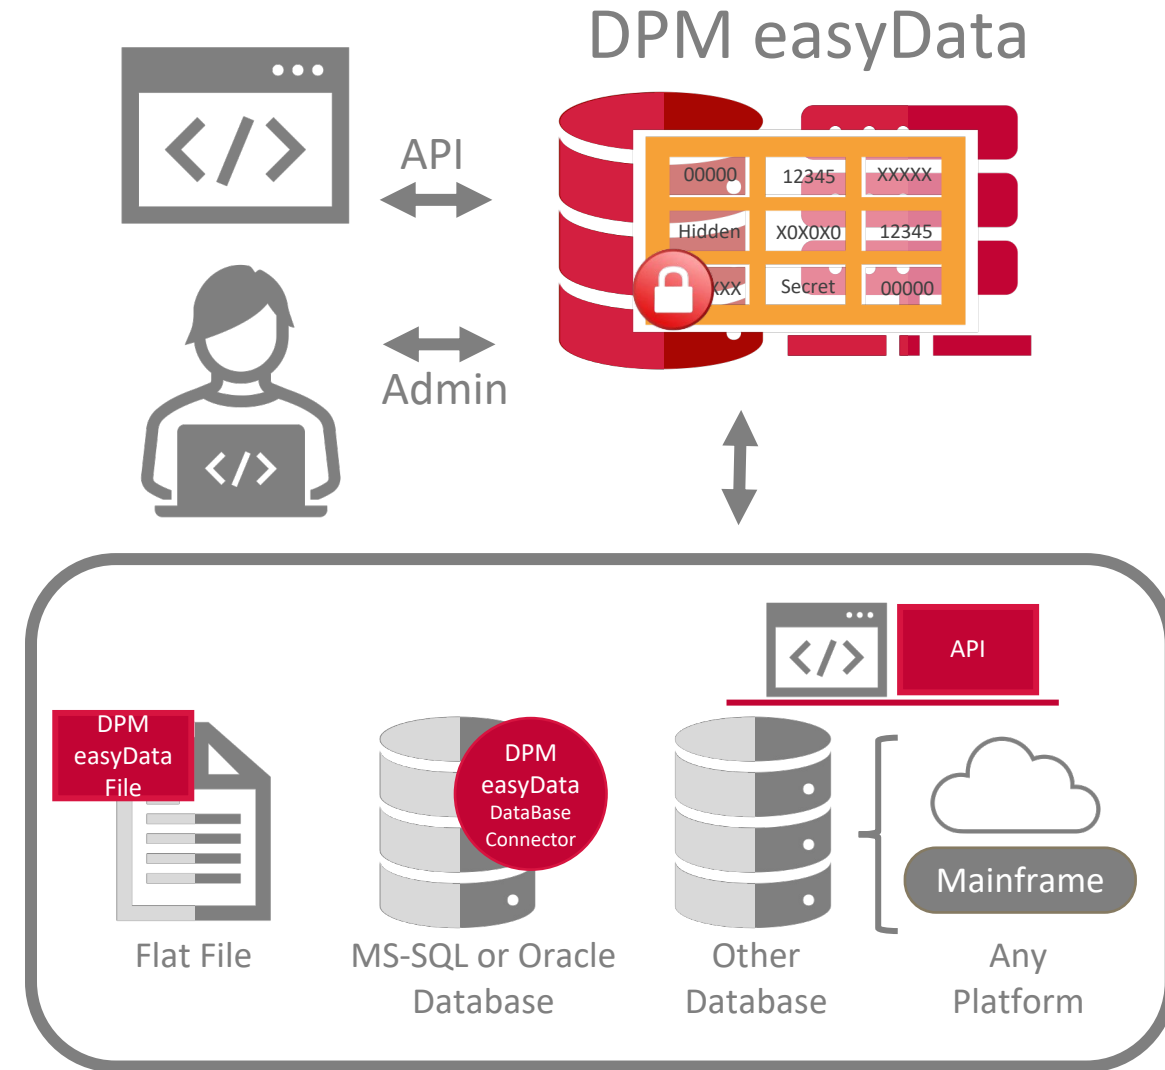 DPM easyData
API
00000 12345 XXXXX
Hidden X0X0X0 12345
XXX Secret 00000
Admin
API
DPM
easyData
File
DPM
easyData
DataBase
Connector
Mainframe
Flat File
MS-SQL or Oracle
Database
Other
Database
Any
Platform